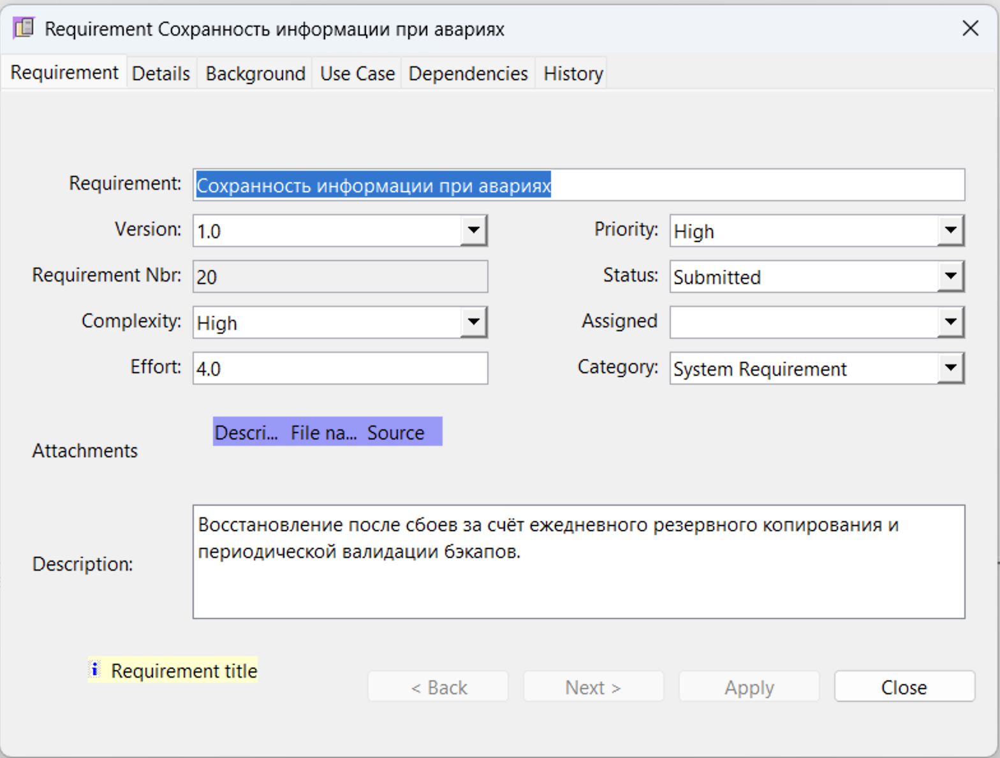 Requirement Сохранность информации при авариях
Requirement Details Background Use Case Dependencies History
Requirement: Сохранность информации при авариях
Version: 1.0 Priority: High
Requirement Nbr: 20 Status: Submitted
Complexity: High Assigned
Effort: 4.0 Category: System Requirement
Descri... File na... Source
Attachments
Description: Восстановление после сбоев за счёт ежедневного резервного копирования и
периодической валидации бэкапов.
i Requirement title
< Back Next > Apply Close